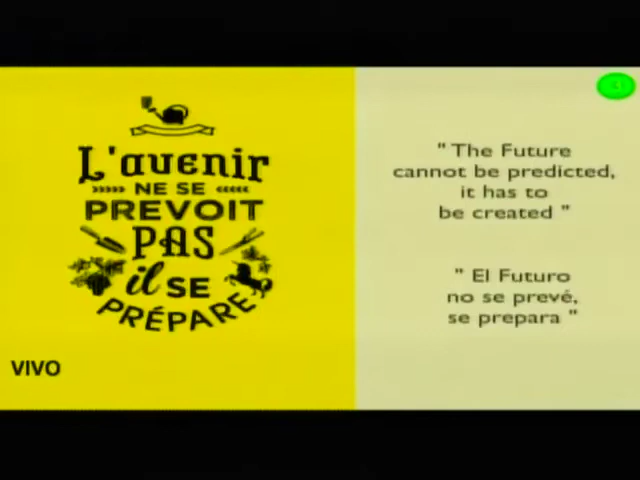 L'avenir
NE SE
PREVOIT
PAS
il SE
PRÉPARE
VIVO
" The Future
cannot be predicted,
it has to
be created "
" El Futuro
no se prevé,
se prepara "